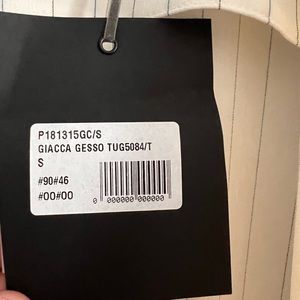 P181315GC/S
GIACCA GESSO TUG5084/T
S
#90#46
#00#00
0 000000 000000